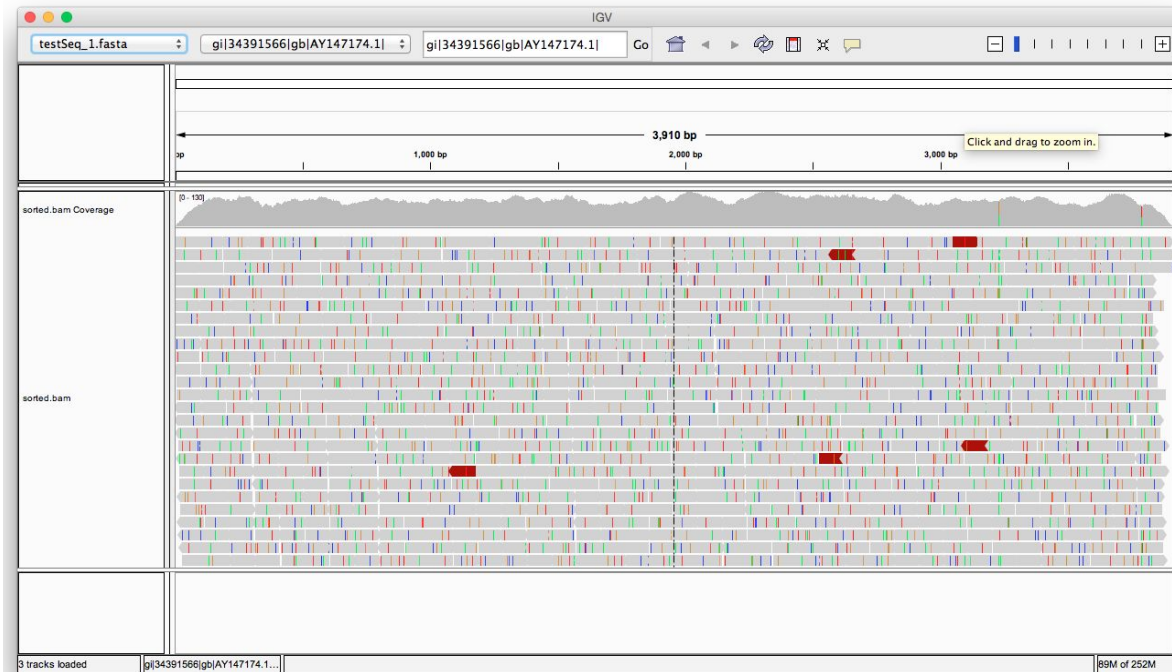 IGV
testSeq_1.fasta gi|34391566|gb|AY147174.1| gi|34391566|gb|AY147174.1| Go
3,910 bp
Click and drag to zoom in.
bp 1,000 bp 2,000 bp 3,000 bp
[0 - 130]
sorted.bam Coverage
sorted.bam
3 tracks loaded gi|34391566|gb|AY147174.1... 89M of 252M